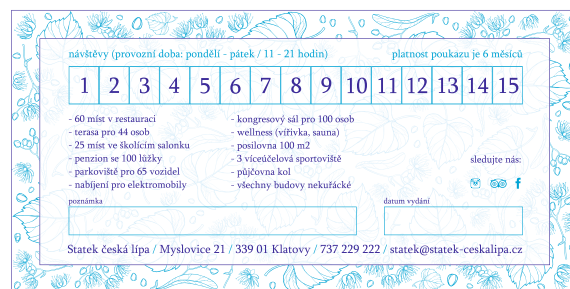 návštěvy (provozní doba: pondělí - pátek / 11 - 21 hodin) platnost poukazu je 6 měsíců
1 2 3 4 5 6 7 8 9 10 11 12 13 14 15
- 60 míst v restauraci - kongresový sál pro 100 osob
- terasa pro 44 osob - wellness (vířivka, sauna)
- 25 míst ve školícím salonku - posilovna 100 m2
- penzion se 100 lůžky - 3 víceúčelová sportoviště
- parkoviště pro 65 vozidel - půjčovna kol
- nabíjení pro elektromobily - všechny budovy nekuřácké
sledujte nás:
poznámka datum vydání
Statek česká lípa / Myslovice 21 / 339 01 Klatovy / 737 229 222 / statek@statek-ceskalipa.cz